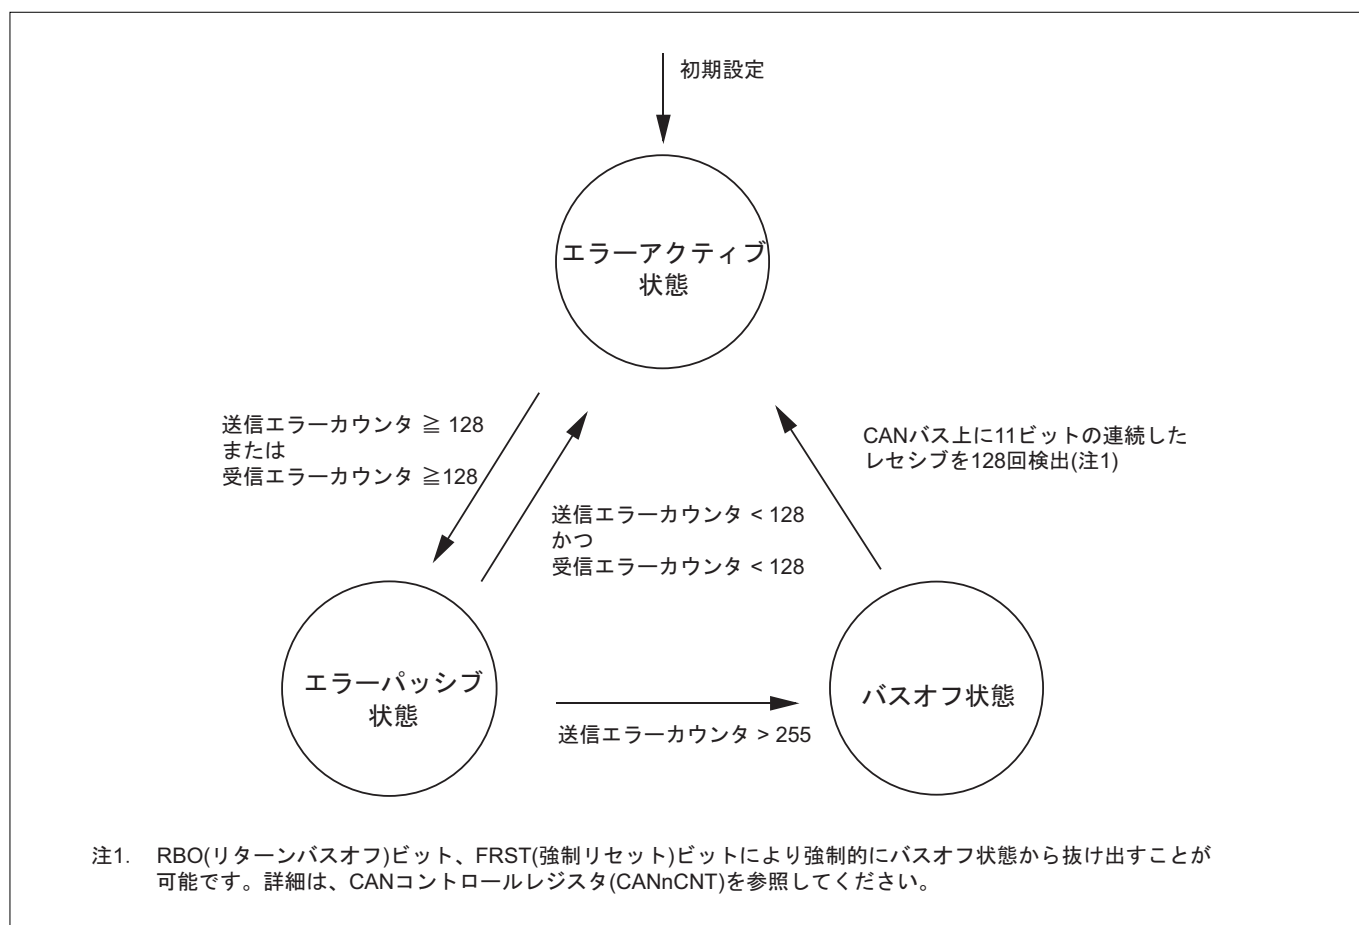 初期設定
エラーアクティブ
状態
送信エラーカウンタ ≧ 128
または
受信エラーカウンタ ≧128
CANバス上に11ビットの連続した
レセシブを128回検出(注1)
送信エラーカウンタ < 128
かつ
受信エラーカウンタ < 128
エラーパッシブ
状態
バスオフ状態
送信エラーカウンタ > 255
注1. RBO(リターンバスオフ)ビット、FRST(強制リセット)ビットにより強制的にバスオフ状態から抜け出すことが
可能です。詳細は、CANコントロールレジスタ(CANnCNT)を参照してください。